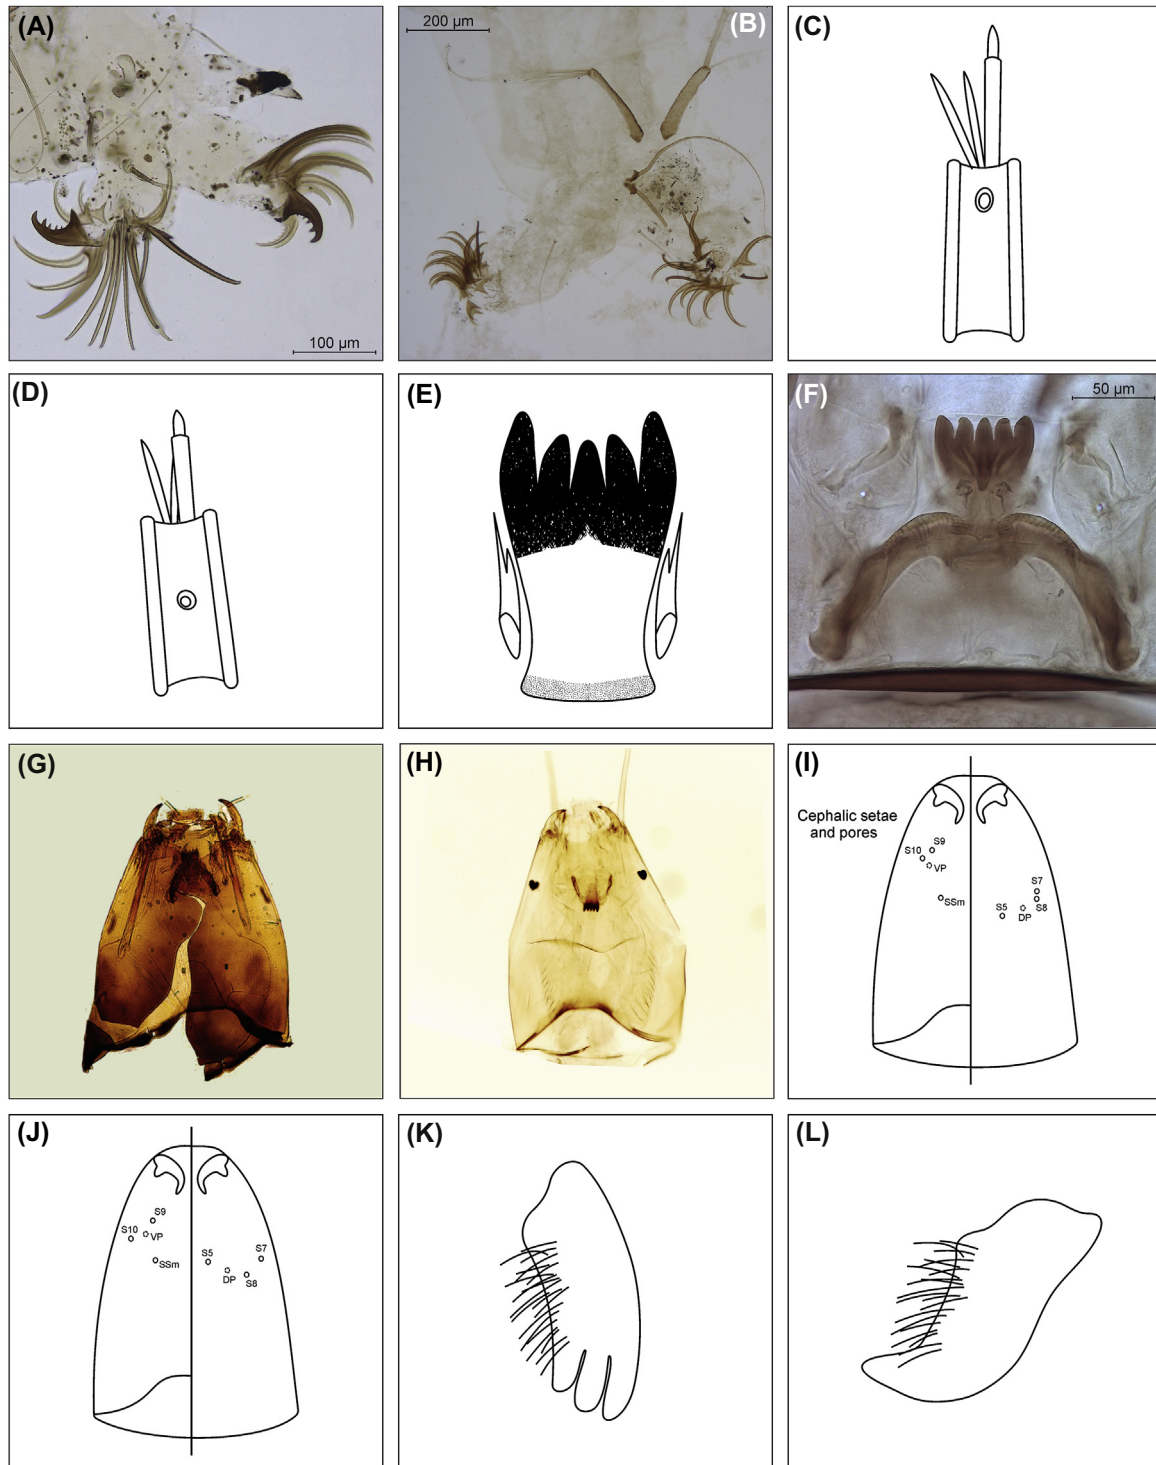 (A)
100 µm
200 µm
(B)
(C)
(D)
(E)
(F)
50 µm
(G)
(H)
(I)
Cephalic setae
and pores
S9
S10
VP
SSm
S7
S8
S5
DP
(J)
S9
S10
VP
SSm
S5
S7
DP
S8
(K)
(L)